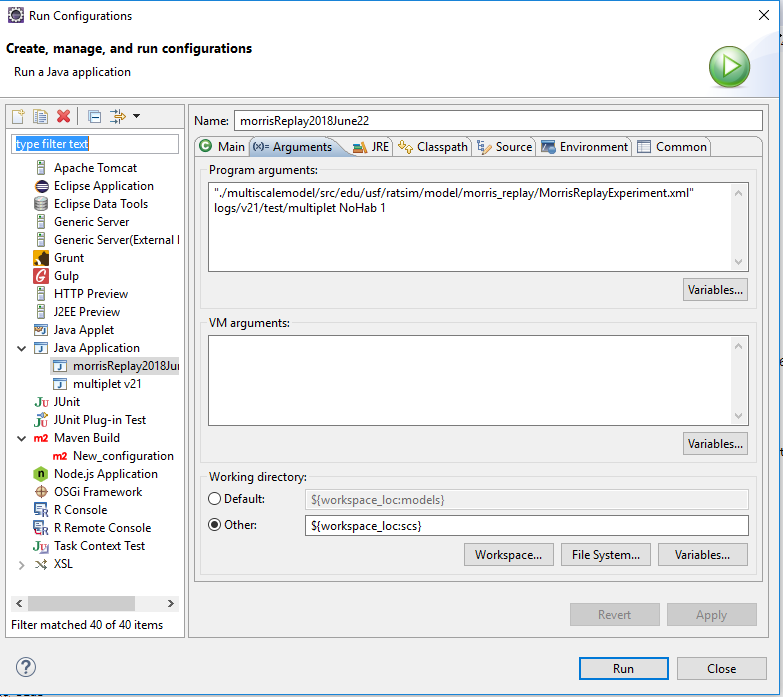 Run Configurations
Create, manage, and run configurations
Run a Java application
type filter text
Apache Tomcat
Eclipse Application
Eclipse Data Tools
Generic Server
Generic Server(External I
Grunt
Gulp
HTTP Preview
J2EE Preview
Java Applet
Java Application
morrisReplay2018Jui
multiplet v21
JUnit
JUnit Plug-in Test
Maven Build
New_configuration
Node.js Application
OSGi Framework
R Console
R Remote Console
Task Context Test
XSL
Filter matched 40 of 40 items
Name: morrisReplay2018June22
Main (x)= Arguments JRE Classpath Source Environment Common
Program arguments:
"./multiscalemodel/src/edu/usf/ratsim/model/morris_replay/MorrisReplayExperiment.xml"
logs/v21/test/multiplet NoHab 1
Variables...
VM arguments:
Variables...
Working directory:
Default: ${workspace_loc:models}
Other: ${workspace_loc:scs}
Workspace... File System... Variables...
Revert Apply
Run Close